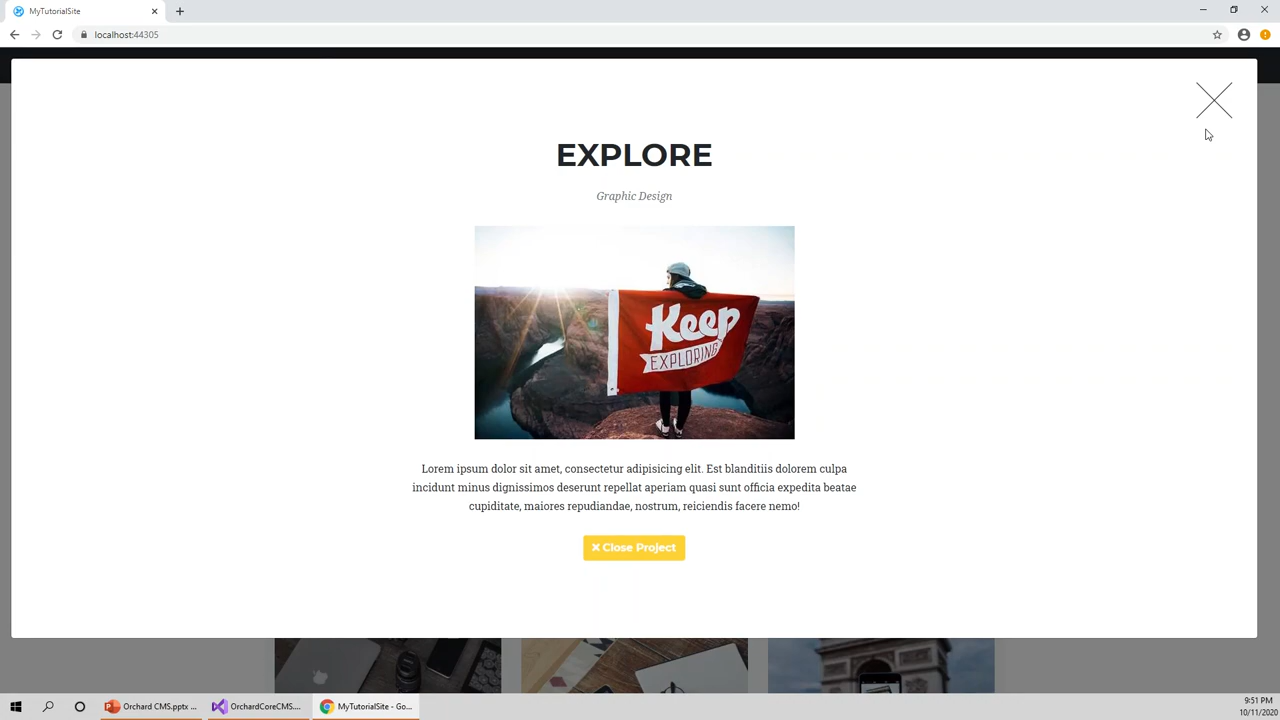 MyTutorialSite
localhost:44305
EXPLORE
Graphic Design
Keep
EXPLORING
Lorem ipsum dolor sit amet, consectetur adipisicing elit. Est blanditiis dolorem culpa
incidunt minus dignissimos deserunt repellat aperiam quasi sunt officia expedita beatae
cupiditate, maiores repudiandae, nostrum, reiciendis facere nemo!
Close Project
Orchard CMS.pptx ...
OrchardCoreCMS....
MyTutorialSite - Go...
9:51 PM
10/11/2020